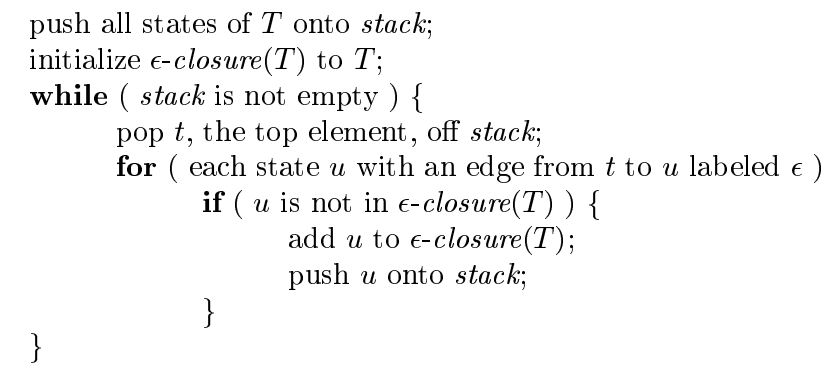 push all states of T onto stack;
initialize ϵ-closure(T) to T;
while ( stack is not empty ) {
pop t, the top element, off stack;
for ( each state u with an edge from t to u labeled ϵ )
if ( u is not in ϵ-closure(T) ) {
add u to ϵ-closure(T);
push u onto stack;
}
}